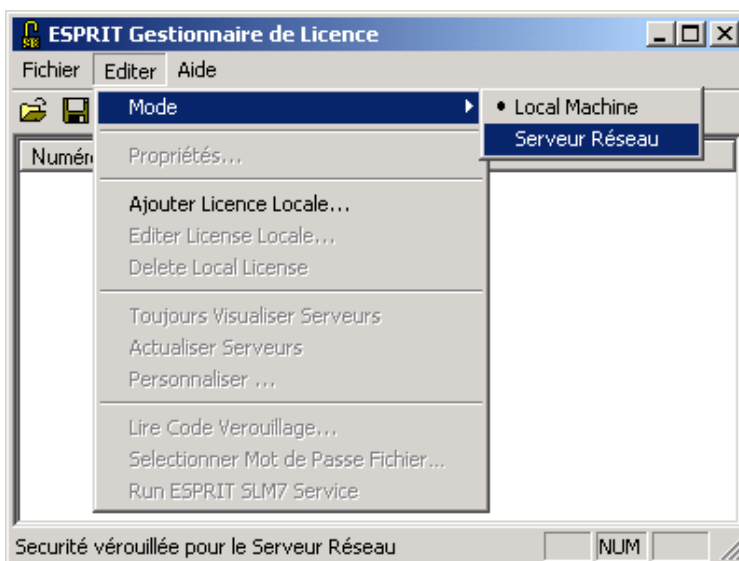 ESPRIT Gestionnaire de Licence
Fichier Editer Aide
Mode
Local Machine
Serveur Réseau
Propriétés...
Ajouter Licence Locale...
Editer License Locale...
Delete Local License
Toujours Visualiser Serveurs
Actualiser Serveurs
Personnaliser ...
Lire Code Verouillage...
Selectionner Mot de Passe Fichier...
Run ESPRIT SLM7 Service
Securité vérouillée pour le Serveur Réseau NUM